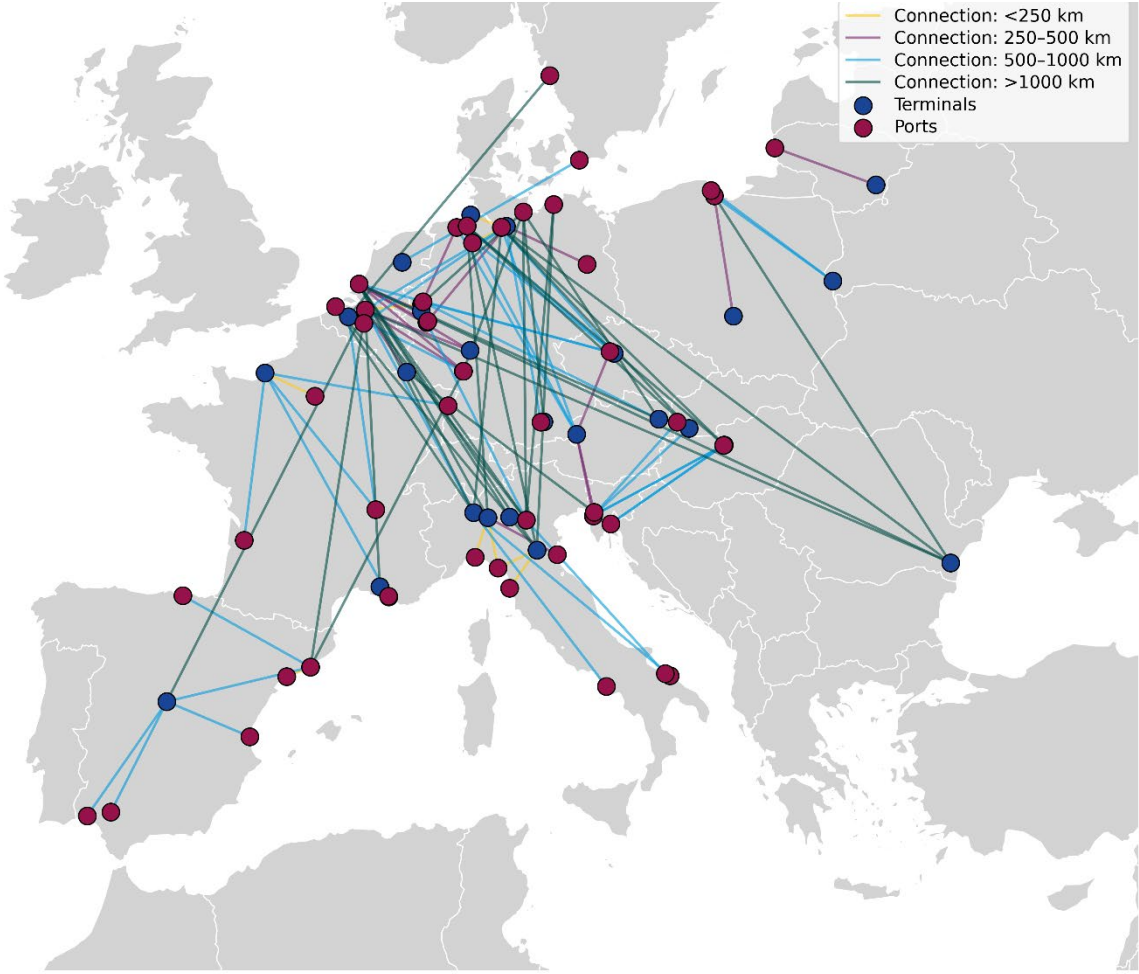 Connection: <250 km
Connection: 250–500 km
Connection: 500–1000 km
Connection: >1000 km
Terminals
Ports